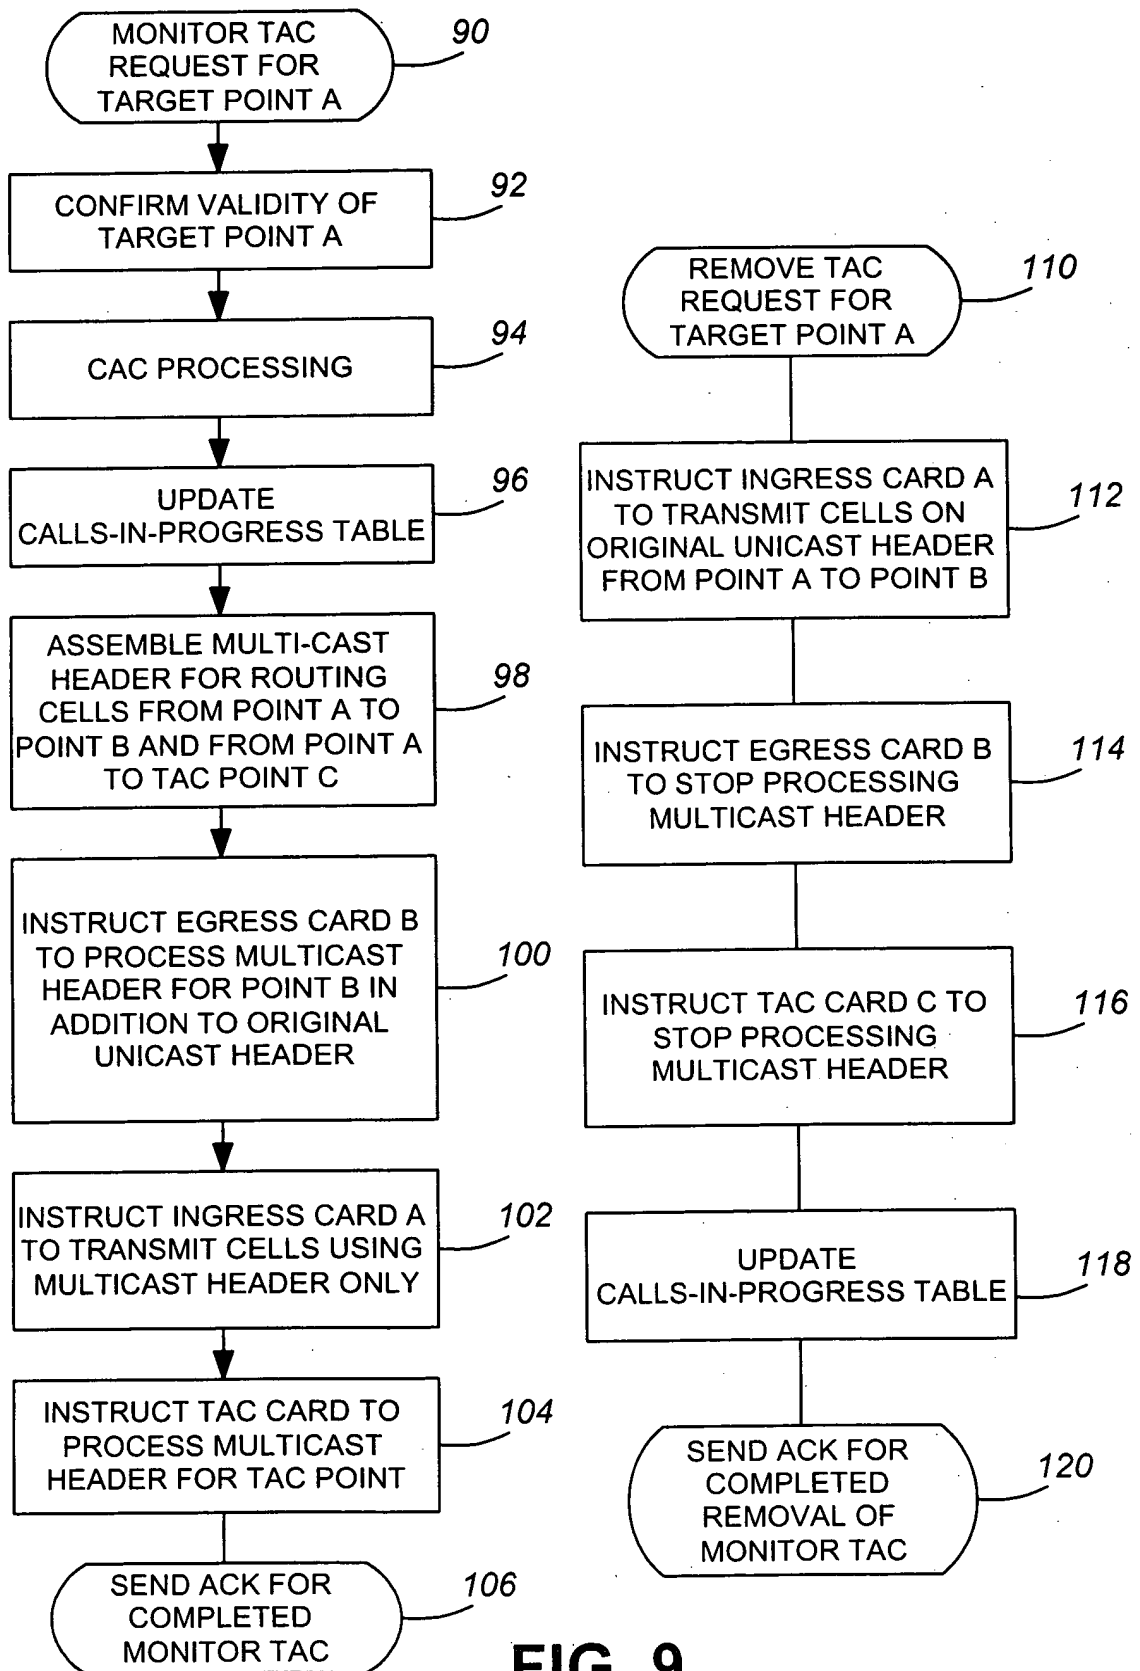 MONITOR TAC
REQUEST FOR
TARGET POINT A
90
CONFIRM VALIDITY OF
TARGET POINT A
92
CAC PROCESSING
94
UPDATE
CALLS-IN-PROGRESS TABLE
96
ASSEMBLE MULTI-CAST
HEADER FOR ROUTING
CELLS FROM POINT A TO
POINT B AND FROM POINT A
TO TAC POINT C
98
INSTRUCT EGRESS CARD B
TO PROCESS MULTICAST
HEADER FOR POINT B IN
ADDITION TO ORIGINAL
UNICAST HEADER
100
INSTRUCT INGRESS CARD A
TO TRANSMIT CELLS USING
MULTICAST HEADER ONLY
102
INSTRUCT TAC CARD TO
PROCESS MULTICAST
HEADER FOR TAC POINT
104
SEND ACK FOR
COMPLETED
MONITOR TAC
106
REMOVE TAC
REQUEST FOR
TARGET POINT A
110
INSTRUCT INGRESS CARD A
TO TRANSMIT CELLS ON
ORIGINAL UNICAST HEADER
FROM POINT A TO POINT B
112
INSTRUCT EGRESS CARD B
TO STOP PROCESSING
MULTICAST HEADER
114
INSTRUCT TAC CARD C TO
STOP PROCESSING
MULTICAST HEADER
116
UPDATE
CALLS-IN-PROGRESS TABLE
118
SEND ACK FOR
COMPLETED
REMOVAL OF
MONITOR TAC
120
FIG. 9